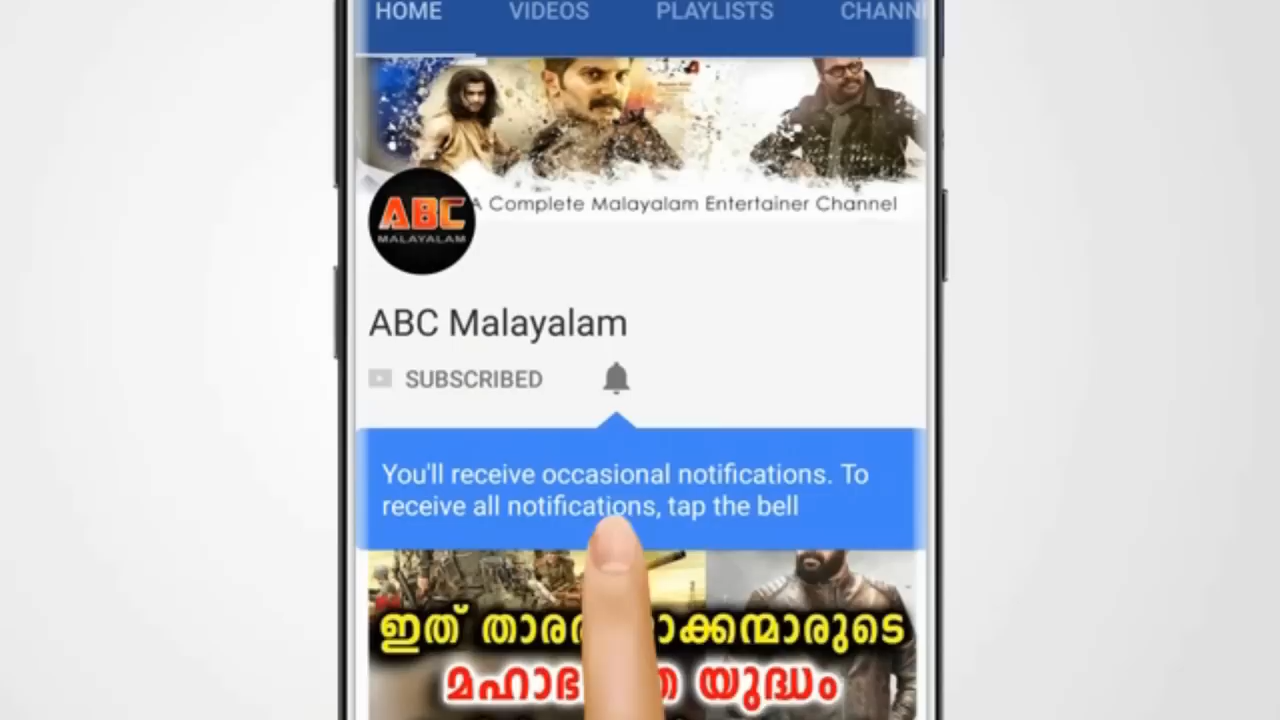 HOME VIDEOS PLAYLISTS CHANN
A Complete Malayalam Entertainer Channel
ABC
MALAYALAM
ABC Malayalam
SUBSCRIBED
You'll receive occasional notifications. To
receive all notifications, tap the bell
ഇത്
യുദ്ധം